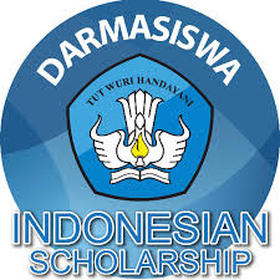 DARMASISWA
TUT WURI HANDAYANI
INDONESIAN
SCHOLARSHIP